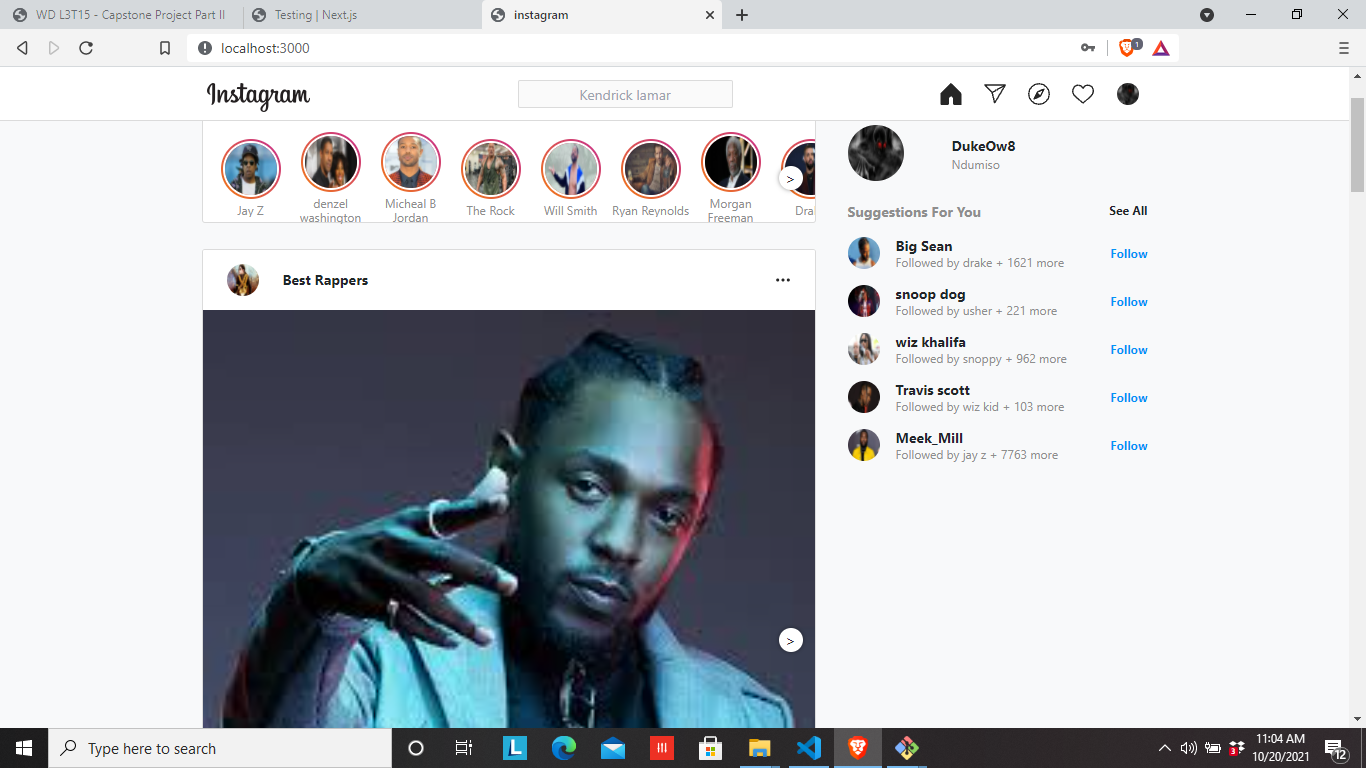 WD L3T15 - Capstone Project Part II
Testing | Next.js
instagram
localhost:3000
1
Instagram
Kendrick lamar
Jay Z
denzel washington
Micheal B Jordan
The Rock
Will Smith
Ryan Reynolds
Morgan Freeman
Dra
>
DukeOw8
Ndumiso
Suggestions For You
See All
Big Sean
Followed by drake + 1621 more
Follow
snoop dog
Followed by usher + 221 more
Follow
wiz khalifa
Followed by snoppy + 962 more
Follow
Travis scott
Followed by wiz kid + 103 more
Follow
Meek_Mill
Followed by jay z + 7763 more
Follow
Best Rappers
>
Type here to search
L
3
11:04 AM
10/20/2021
12